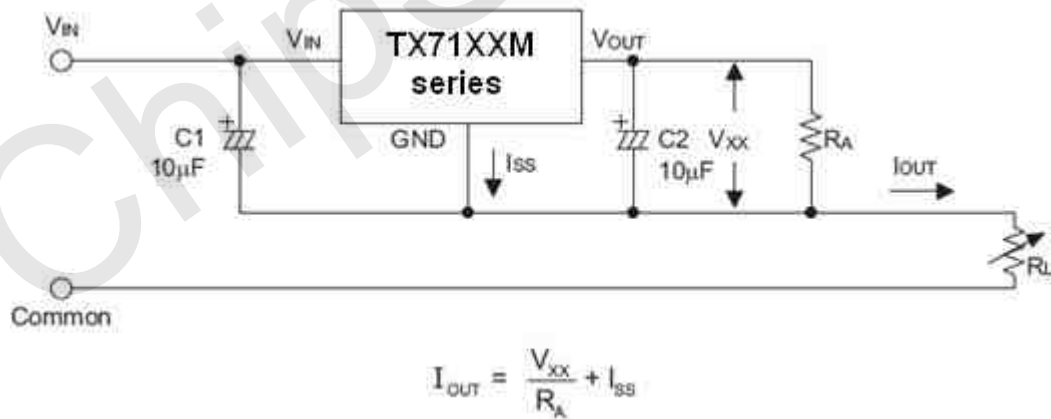 Chips
VIN
VIN
TX71XXM
series
VOUT
C1
10μF
GND
ISS
C2
10μF
VXX
RA
IOUT
RL
Common
IOUT = VXX / RA + ISS